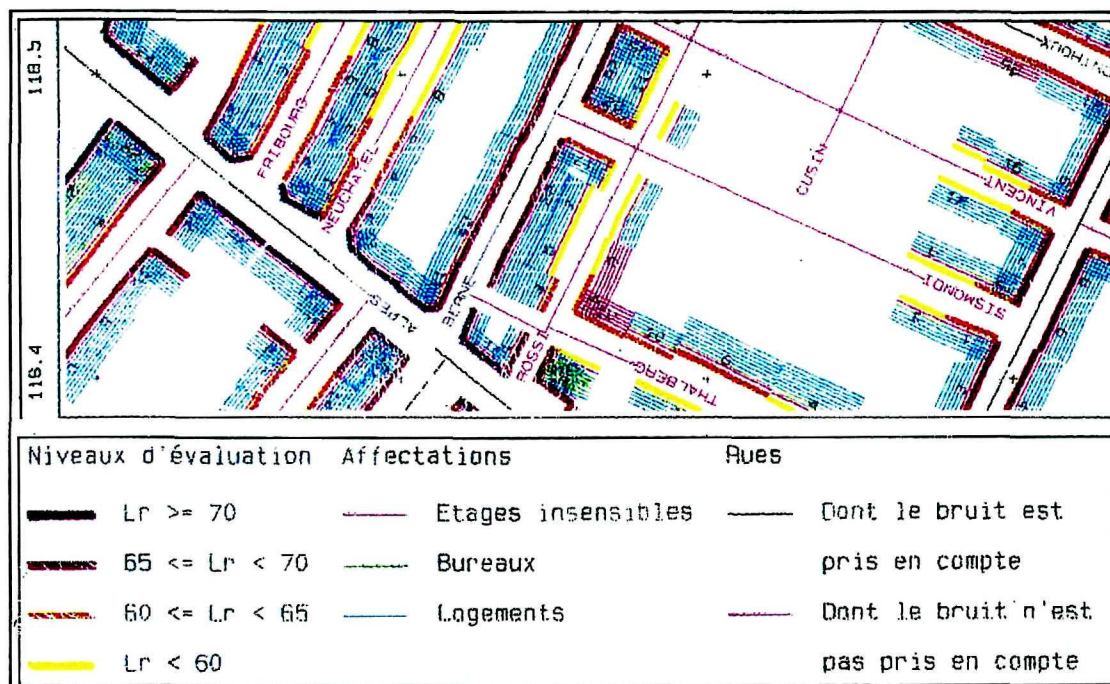 118.5
118.4
FRIBOURG
NEUCHATEL
ALPES
BERNE
ROSSI
THALBERG
CUSIN
VINCENT
SISMONDI
Niveaux d'évaluation
Lr >= 70
65 <= Lr < 70
60 <= Lr < 65
Lr < 60
Affectations
Etages insensibles
Bureaux
Logements
Rues
Dont le bruit est
pris en compte
Dont le bruit n'est
pas pris en compte